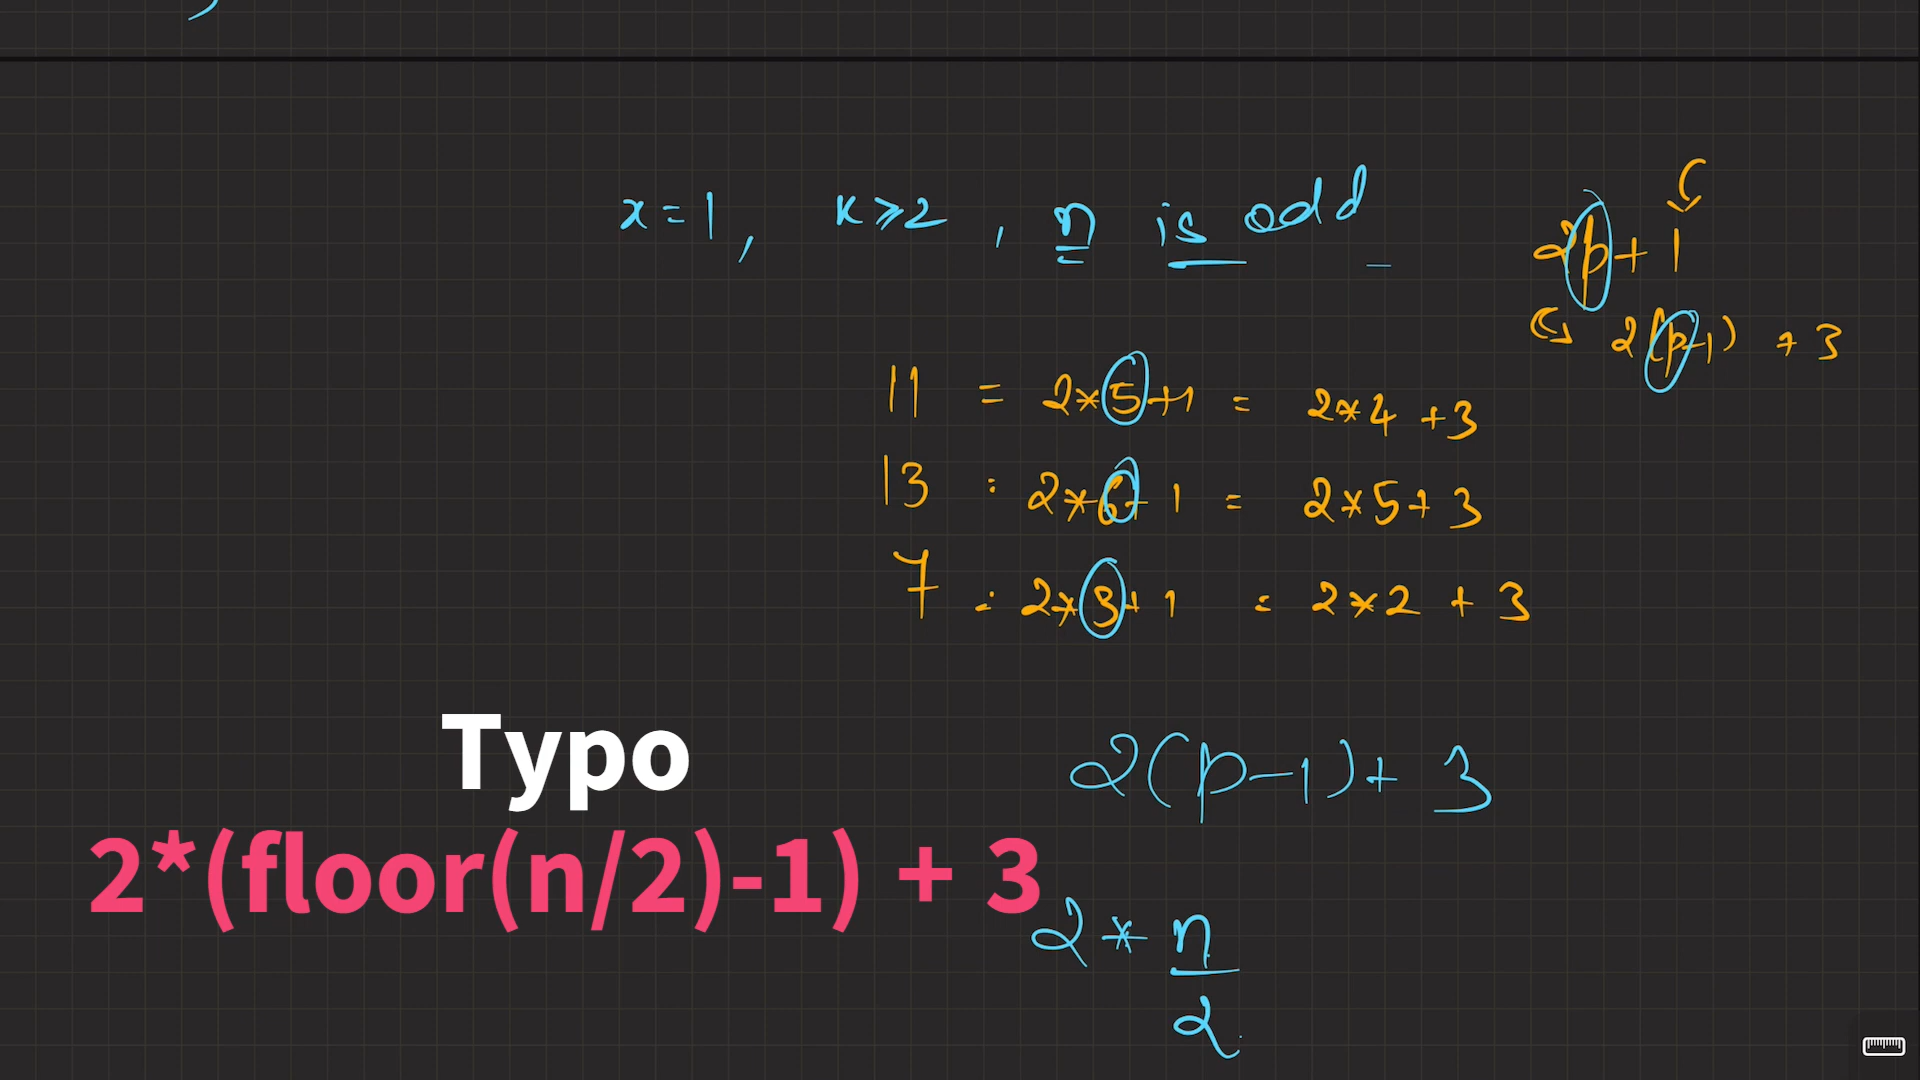 x = 1, k ⩾ 2, n is odd
2p + 1
2(p-1) + 3
11 = 2*5+1 = 2*4 +3
13 : 2*6+1 = 2*5+3
7 : 2*3+1 = 2*2 + 3
Typo
2(p-1)+ 3
2*(floor(n/2)-1) + 3
2 * n
2